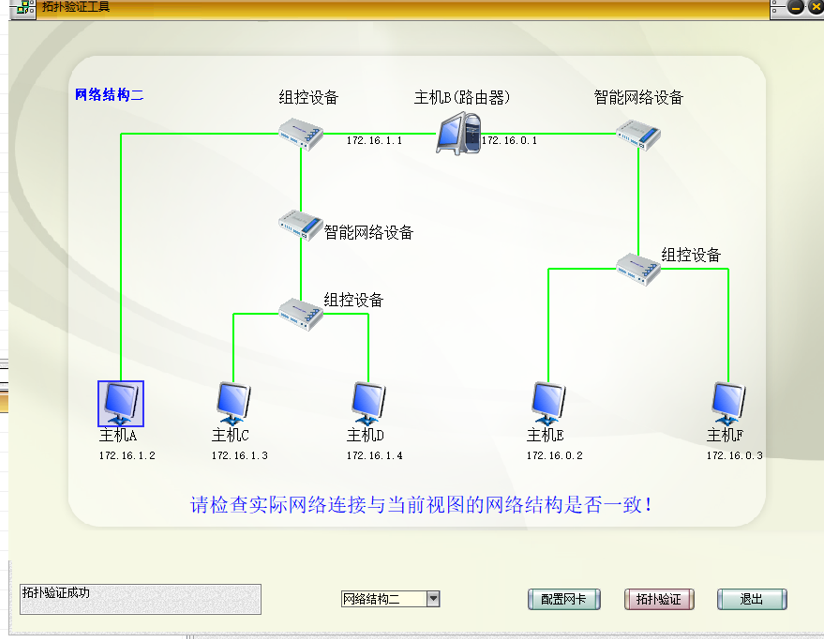 拓扑验证工具
网络结构二
组控设备
主机B(路由器)
智能网络设备
172.16.1.1
172.16.0.1
智能网络设备
组控设备
组控设备
主机A
主机C
主机D
主机E
主机F
172.16.1.2
172.16.1.3
172.16.1.4
172.16.0.2
172.16.0.3
请检查实际网络连接与当前视图的网络结构是否一致!
拓扑验证成功
网络结构二
配置网卡
拓扑验证
退出